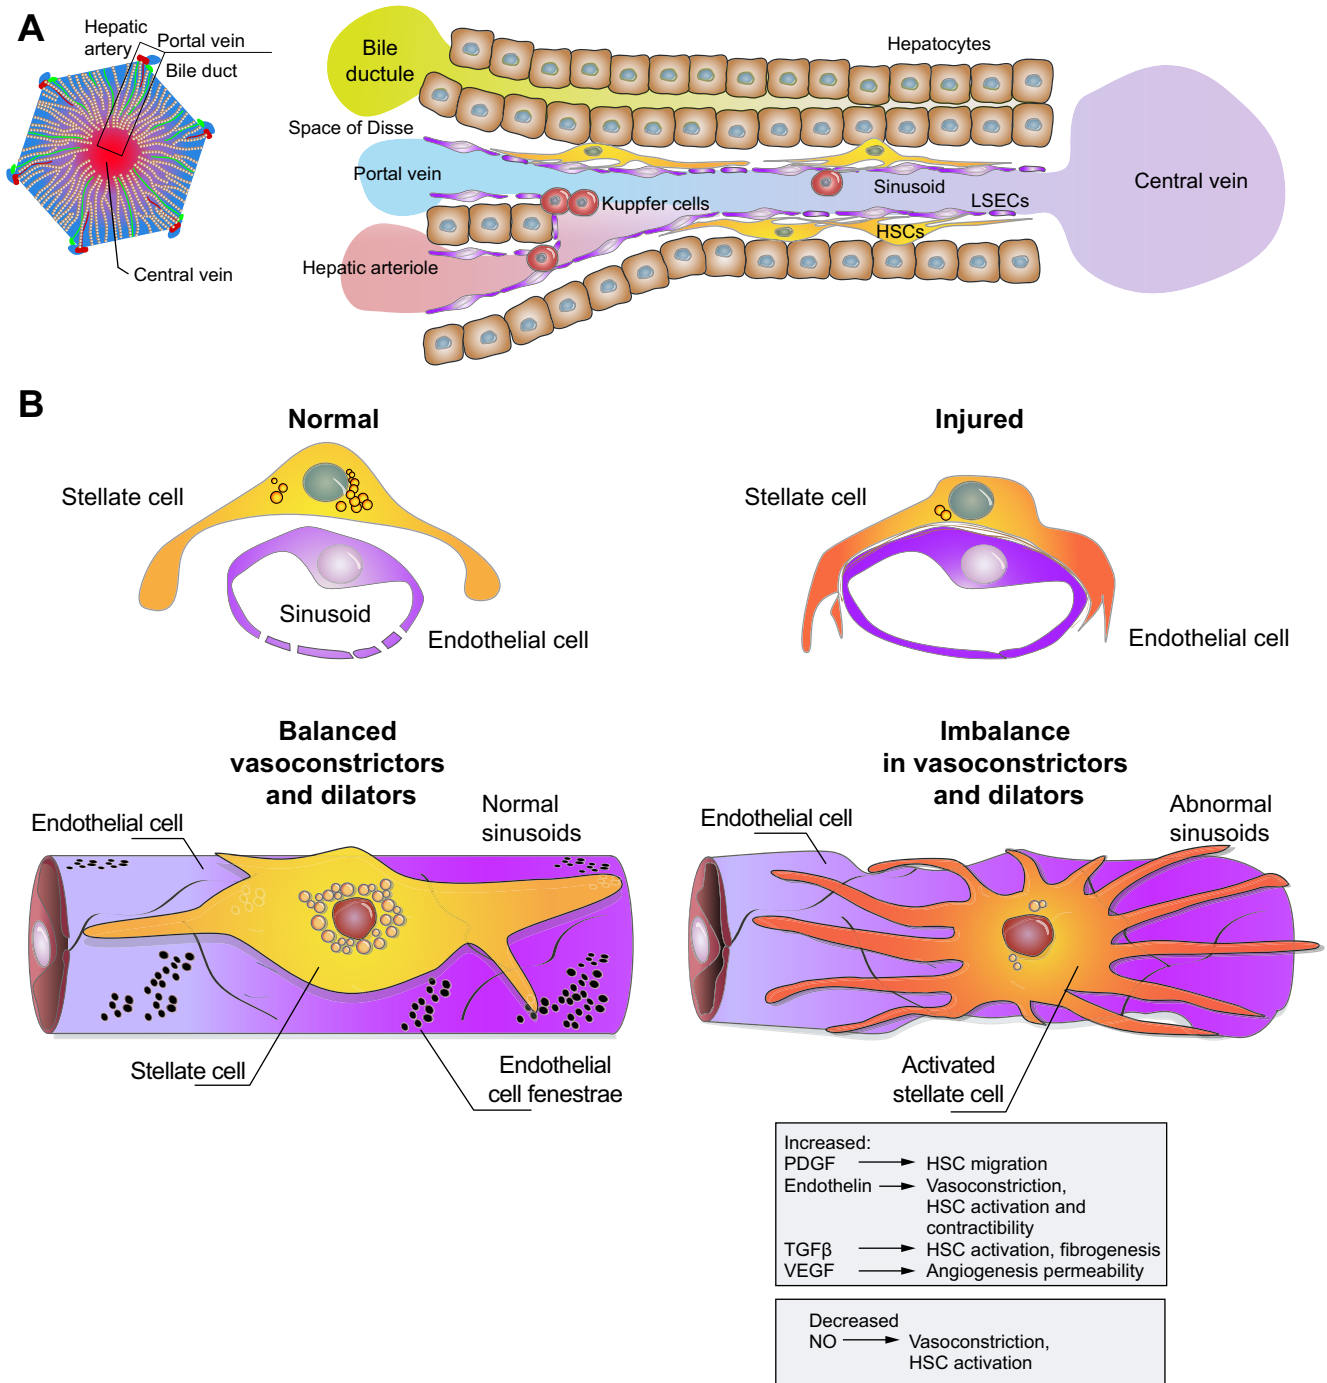 A
Hepatic
artery
Portal vein
Bile duct
Central vein
Bile
ductule
Hepatocytes
Space of Disse
Portal vein
Kuppfer cells
Sinusoid
LSECs
HSCs
Hepatic arteriole
Central vein
B
Normal
Stellate cell
Sinusoid
Endothelial cell
Injured
Stellate cell
Endothelial cell
Balanced
vasoconstrictors
and dilators
Normal
sinusoids
Endothelial cell
Stellate cell
Endothelial
cell fenestrae
Imbalance
in vasoconstrictors
and dilators
Abnormal
sinusoids
Endothelial cell
Activated
stellate cell
Increased:
PDGF → HSC migration
Endothelin → Vasoconstriction,
HSC activation and
contractibility
TGFβ → HSC activation, fibrogenesis
VEGF → Angiogenesis permeability
Decreased
NO → Vasoconstriction,
HSC activation